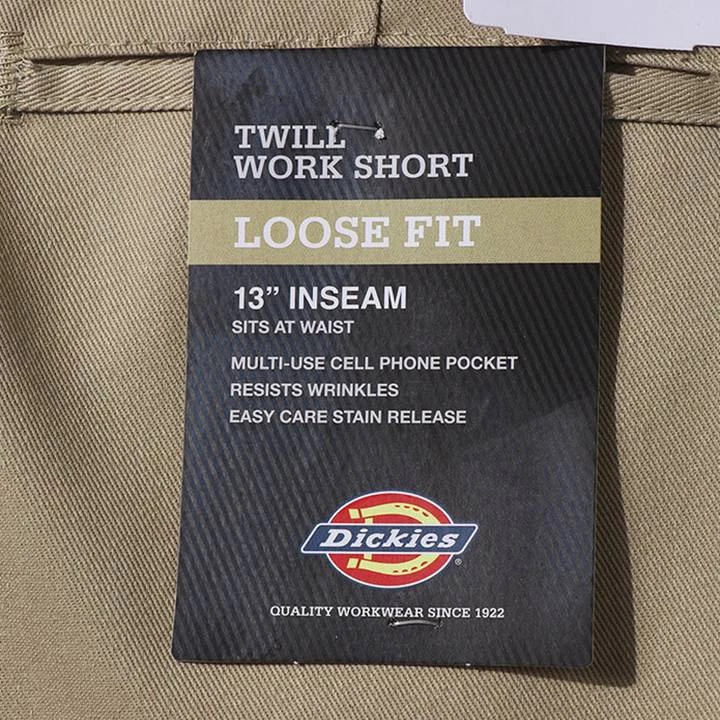 TWILL
WORK SHORT
LOOSE FIT
13” INSEAM
SITS AT WAIST
MULTI-USE CELL PHONE POCKET
RESISTS WRINKLES
EASY CARE STAIN RELEASE
Dickies®
QUALITY WORKWEAR SINCE 1922